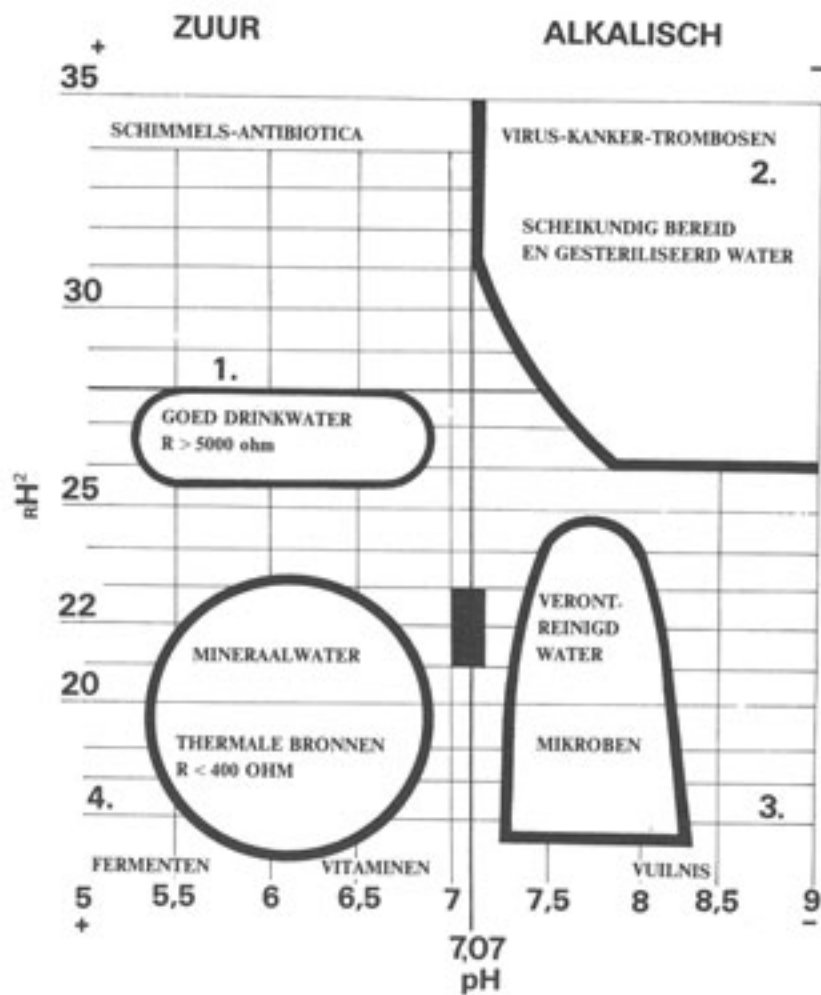 ZUUR
ALKALISCH
+
35
-
SCHIMMELS-ANTIBIOTICA
VIRUS-KANKER-TROMBOSEN
2.
SCHEIKUNDIG BEREID
EN GESTERILISEERD WATER
30
1.
GOED DRINKWATER
R > 5000 ohm
25
RH²
22
VERONT-
REINIGD
WATER
MINERAALWATER
20
THERMALE BRONNEN
R < 400 OHM
MIKROBEN
4.
3.
FERMENTEN
VITAMINEN
VUILNIS
5
5,5
6
6,5
7
7,5
8
8,5
9
+
-
7,07
pH